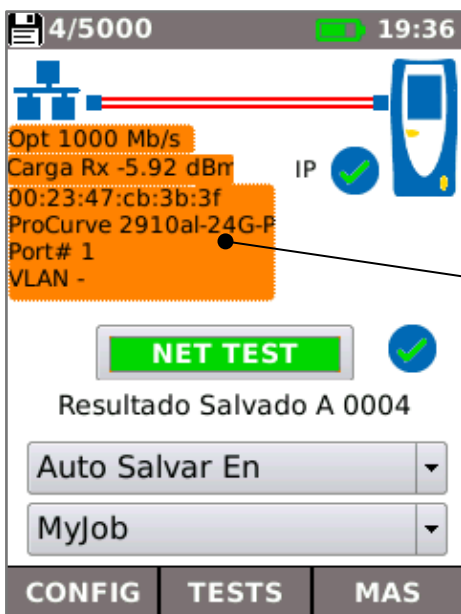 4/5000
19:36
Opt 1000 Mb/s
Carga Rx -5.92 dBm
IP
00:23:47:cb:3b:3f
ProCurve 2910al-24G-P
Port# 1
VLAN -
NET TEST
Resultado Salvado A 0004
Auto Salvar En
MyJob
CONFIG TESTS MAS